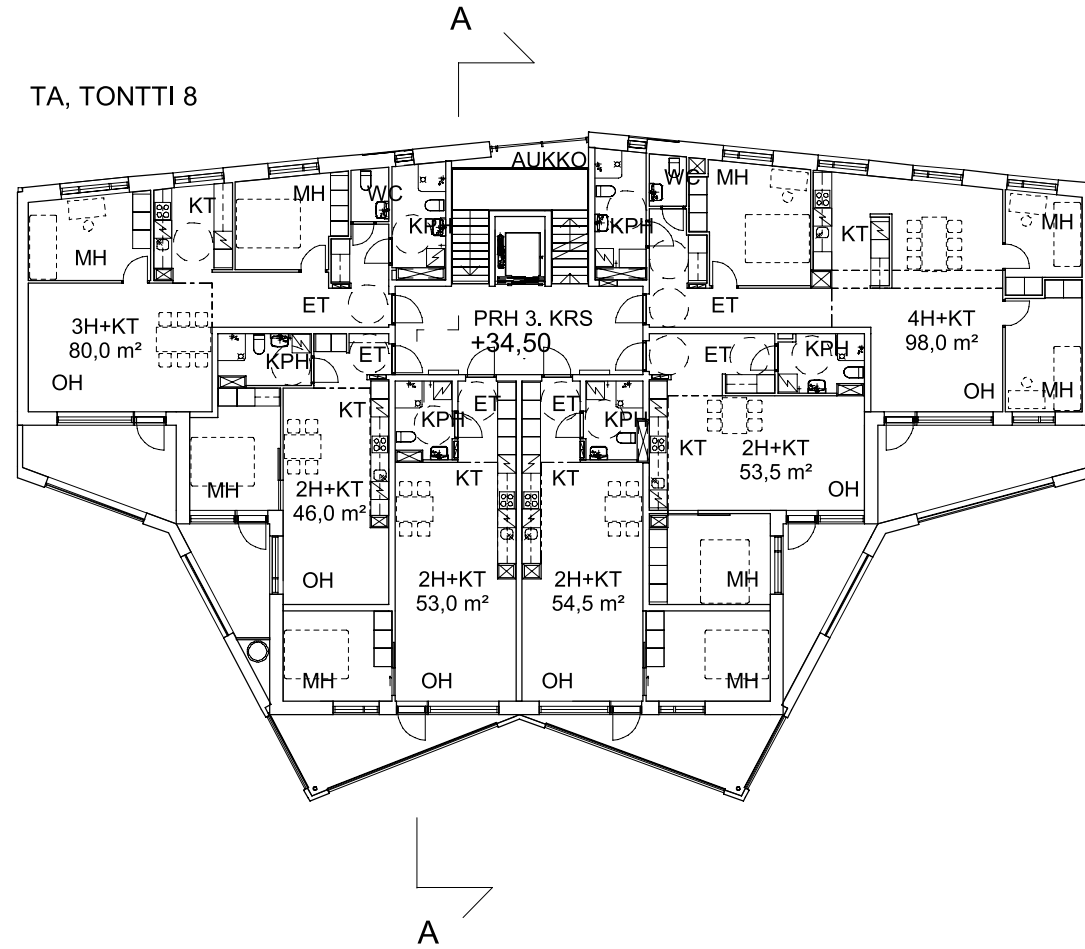 A
TA, TONTTI 8
AUKKO
KT
MH
WC
KPH
KPH
WC
MH
KT
MH
MH
ET
ET
3H+KT
80,0 m²
OH
PRH 3. KRS
+34,50
4H+KT
98,0 m²
OH
MH
KPH
ET
ET
KPH
KT
KPH
ET
ET
KPH
KT
2H+KT
53,5 m²
OH
MH
2H+KT
46,0 m²
OH
KT
KT
2H+KT
53,0 m²
2H+KT
54,5 m²
MH
MH
OH
OH
MH
A